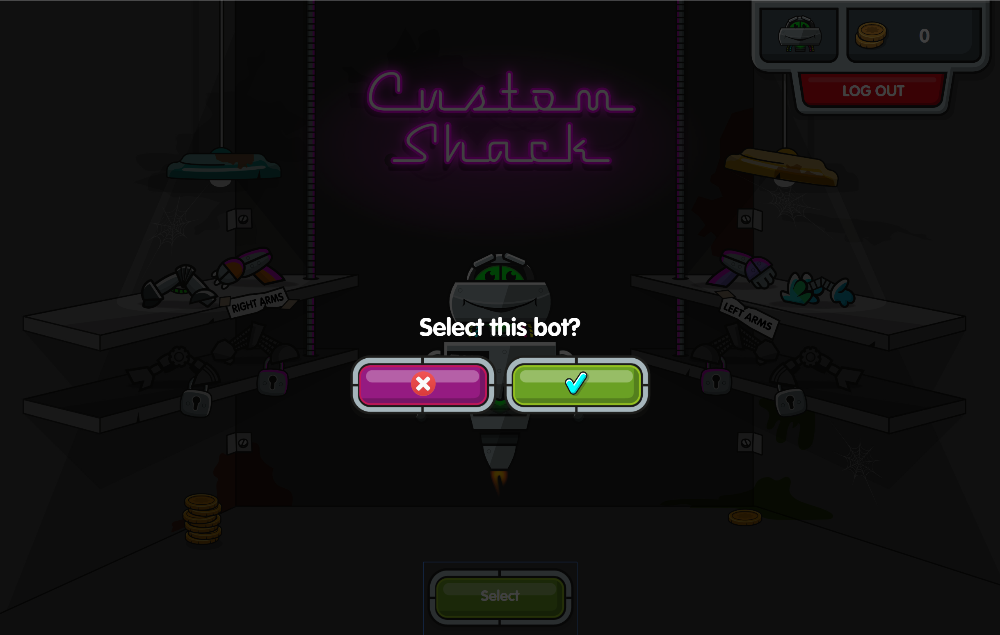 Custom
Shack
0
LOG OUT
RIGHT ARMS
LEFT ARMS
Select this bot?
Select